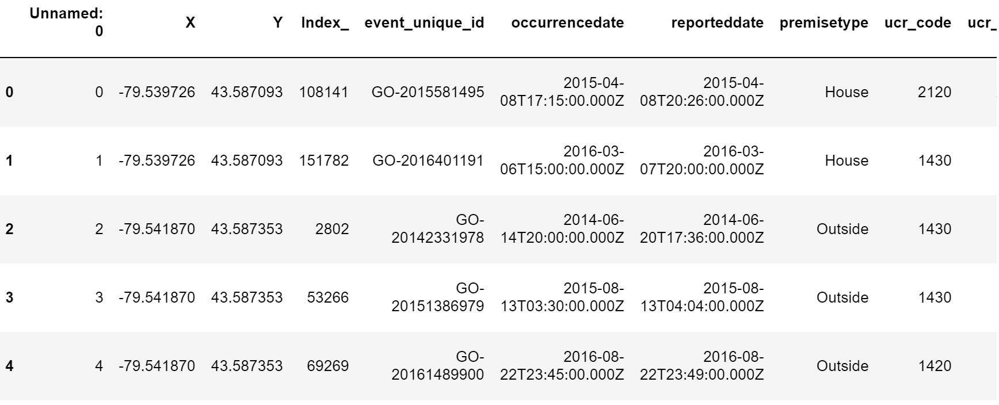 Unnamed: 0 X Y Index_ event_unique_id occurrencedate reporteddate premisetype ucr_code ucr_
0 0 -79.539726 43.587093 108141 GO-2015581495 2015-04-08T17:15:00.000Z 2015-04-08T20:26:00.000Z House 2120
1 1 -79.539726 43.587093 151782 GO-2016401191 2016-03-06T15:00:00.000Z 2016-03-07T20:00:00.000Z House 1430
2 2 -79.541870 43.587353 2802 GO-20142331978 2014-06-14T20:00:00.000Z 2014-06-20T17:36:00.000Z Outside 1430
3 3 -79.541870 43.587353 53266 GO-20151386979 2015-08-13T03:30:00.000Z 2015-08-13T04:04:00.000Z Outside 1430
4 4 -79.541870 43.587353 69269 GO-20161489900 2016-08-22T23:45:00.000Z 2016-08-22T23:49:00.000Z Outside 1420